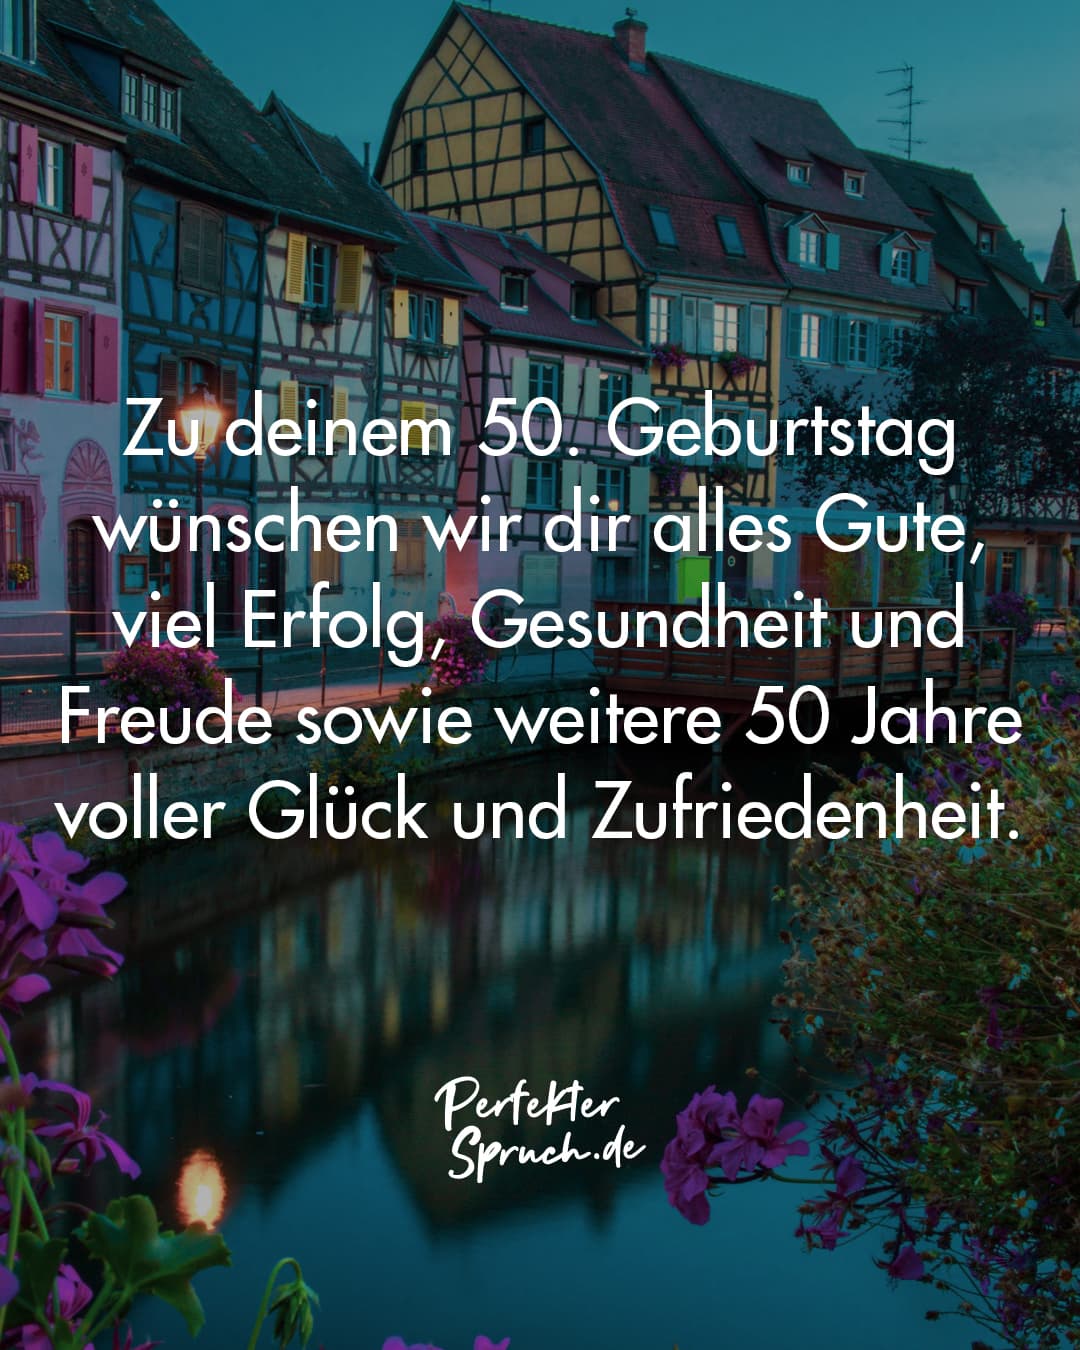 Zu deinem 50. Geburtstag
wünschen wir dir alles Gute,
viel Erfolg, Gesundheit und
Freude sowie weitere 50 Jahre
voller Glück und Zufriedenheit.
Perfekter
Spruch.de